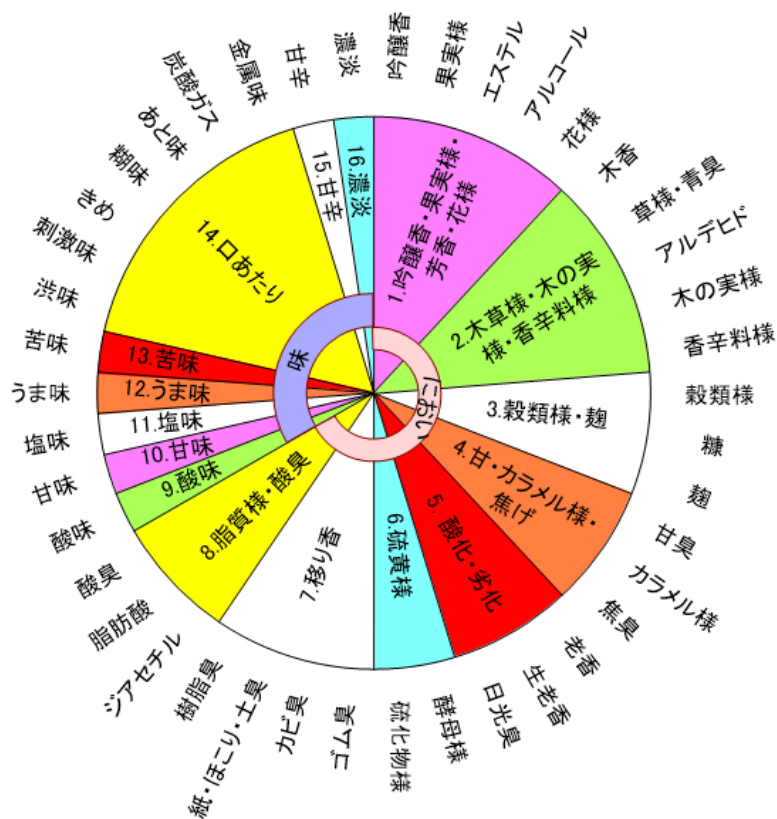 吟醸香
果実様
エステル
アルコール
花様
木香
草様・青臭
アルデヒド
木の実様
香辛料様
穀類様
糠
麹
甘臭
カラメル様
焦臭
老香
生老香
日光臭
酵母様
硫化物様
ゴム臭
カビ臭
紙・ほこり・土臭
樹脂臭
ジアセチル
脂肪酸
酸臭
酸味
甘味
塩味
うま味
苦味
渋味
刺激味
きめ
糊味
あと味
炭酸ガス
金属味
甘辛
濃淡
1.吟醸香・果実様・
芳香・花様
2.木草様・木の実
様・香辛料様
3.穀類様・麹
4.甘・カラメル様・
焦げ
5. 酸化・劣化
6.硫黄様
7.移り香
8.脂質様・酸臭
9.酸味
10.甘味
11.塩味
12.うま味
13.苦味
14.口あたり
15.甘辛
16.濃淡
味
におい